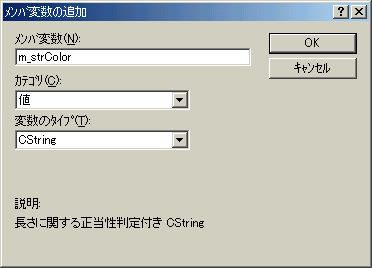 メンバ変数の追加
メンバ変数(N):
m_strColor
OK
キャンセル
カテゴリ(C):
値
変数のタイプ(T):
CString
説明:
長さに関する正当性判定付き CString